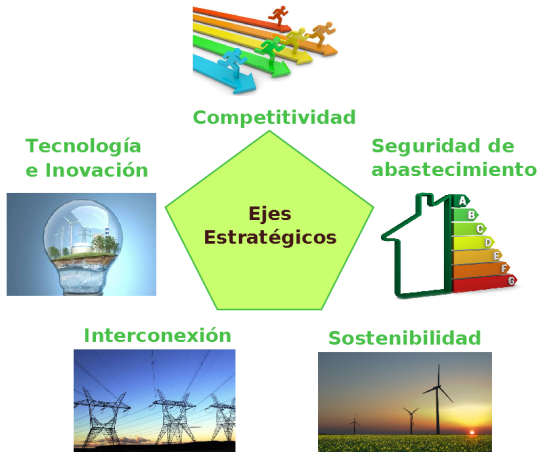 Competitividad
Tecnología
e Inovación
Seguridad de
abastecimiento
Ejes
Estratégicos
A
B
C
D
E
F
G
Interconexión
Sostenibilidad